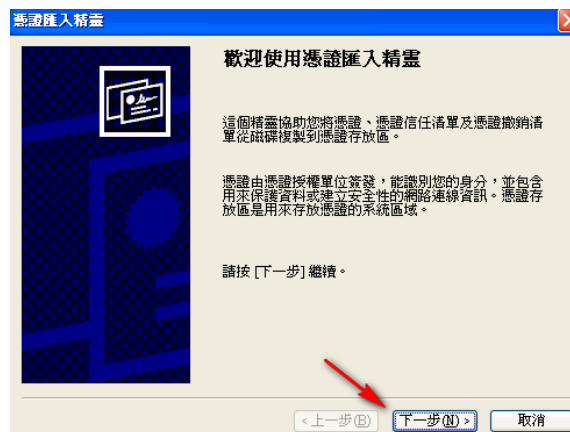 憑證匯入精靈
歡迎使用憑證匯入精靈
這個精靈協助您將憑證、憑證信任清單及憑證撤銷清
單從磁碟複製到憑證存放區。
憑證由憑證授權單位簽發，能識別您的身分，並包含
用來保護資料或建立安全性的網路連線資訊。憑證存
放區是用來存放憑證的系統區域。
請按 [下一步] 繼續。
< 上一步(B) 下一步(N) > 取消